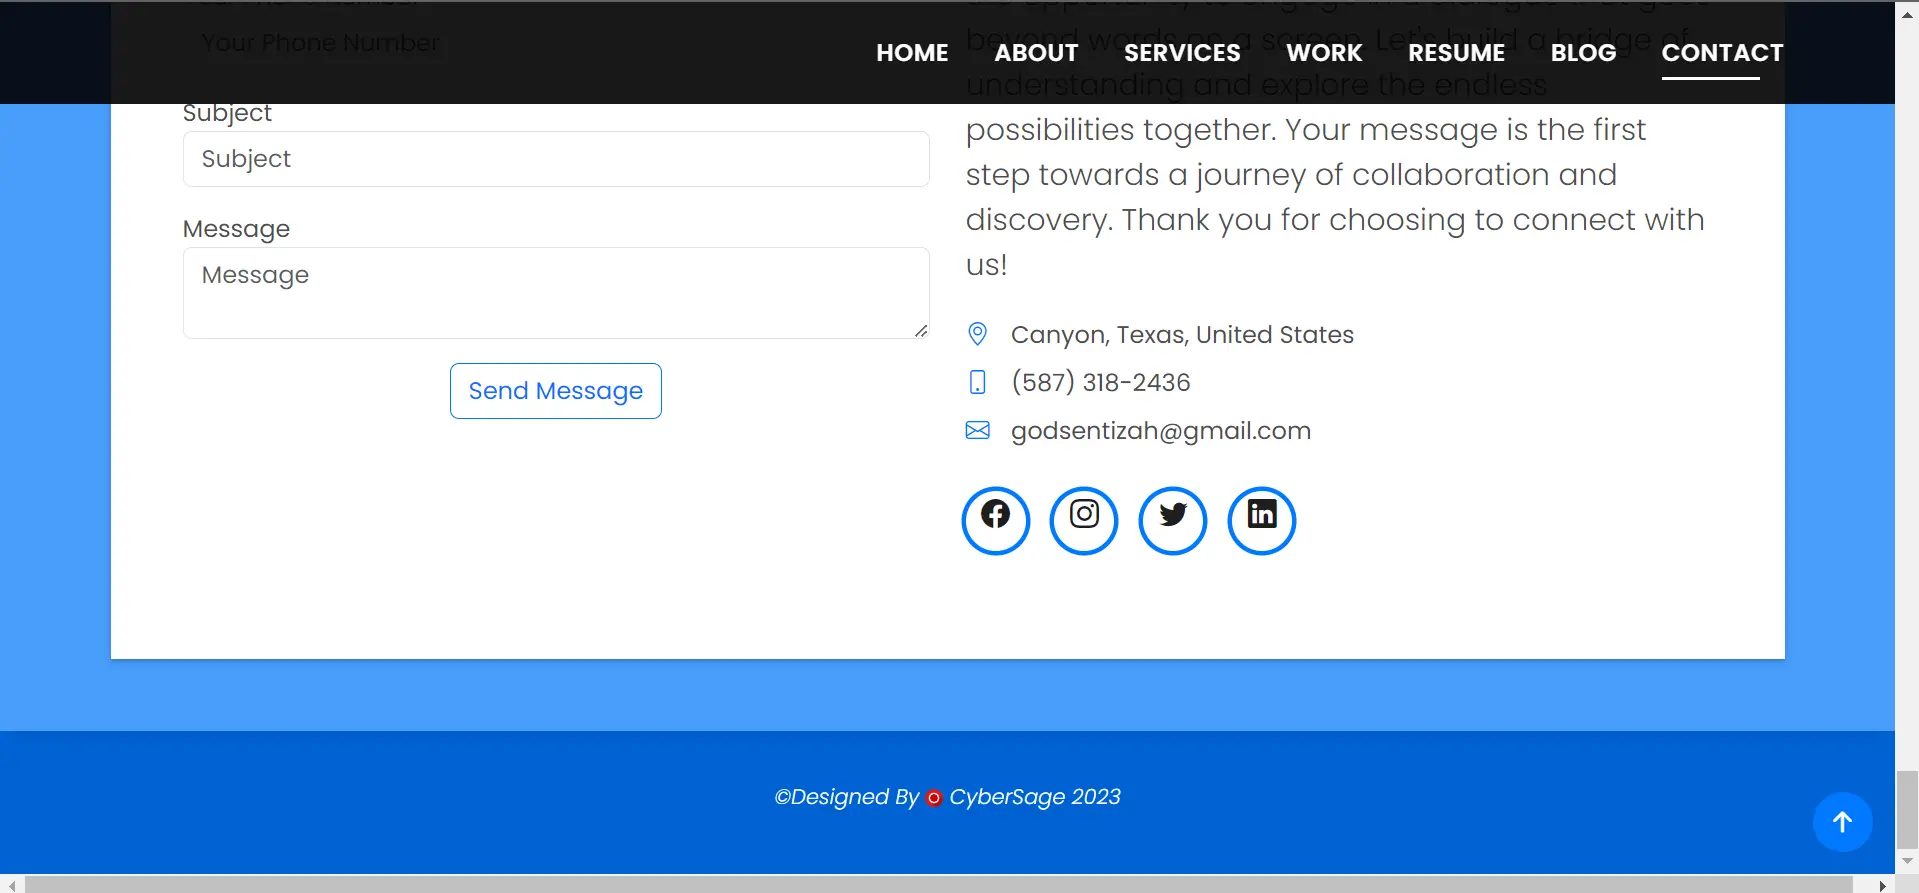 HOME ABOUT SERVICES WORK RESUME BLOG CONTACT
Your Phone Number
Subject
Subject
Message
Message
Send Message
beyond words on a screen. Let's build a bridge of
understanding and explore the endless
possibilities together. Your message is the first
step towards a journey of collaboration and
discovery. Thank you for choosing to connect with
us!
Canyon, Texas, United States
(587) 318-2436
godsentizah@gmail.com
©Designed By CyberSage 2023